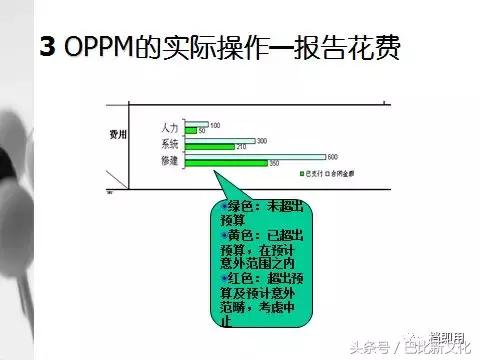 3 OPPM的实际操作—报告花费
费用
人力
100
50
系统
300
210
修建
600
350
已支付
合同金额
绿色：未超出
预算
黄色：已超出
预算，在预计
意外范围之内
红色：超出预
算及预计意外
范畴，考虑中
止
档即用
头条号／巴比新文化